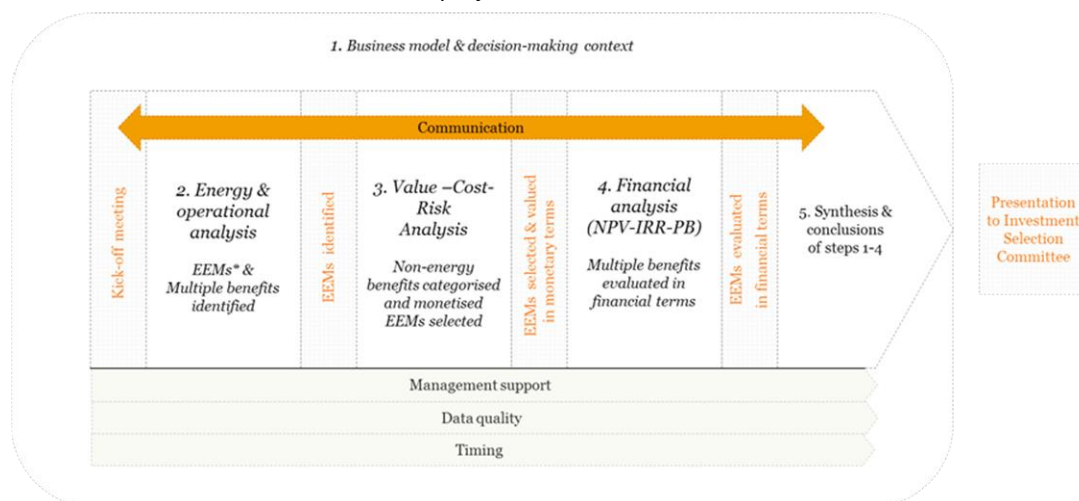 1. Business model & decision-making context
Communication
Kick-off meeting
2. Energy &
operational
analysis
EEMs* &
Multiple benefits
identified
EEMs identified
3. Value –Cost-
Risk
Analysis
Non-energy
benefits categorised
and monetised
EEMs selected
EEMs selected & valued
in monetary terms
4. Financial
analysis
(NPV-IRR-PB)
Multiple benefits
evaluated in
financial terms
EEMs evaluated
in financial terms
5. Synthesis &
conclusions
of steps 1-4
Presentation
to Investment
Selection
Committee
Management support
Data quality
Timing